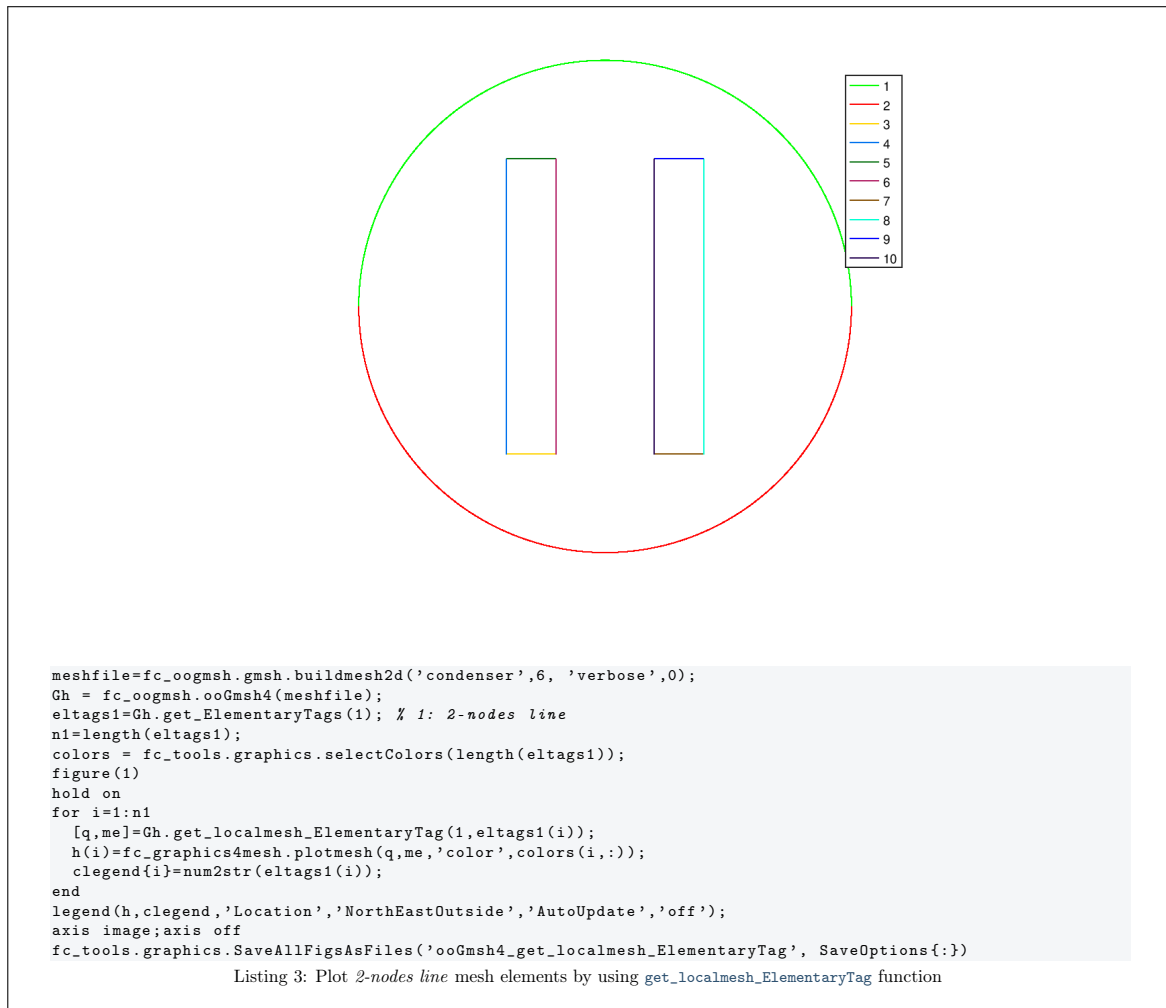 1
2
3
4
5
6
7
8
9
10
meshfile=fc_oogmsh.gmsh.buildmesh2d('condenser',6, 'verbose',0);
Gh = fc_oogmsh.ooGmsh4(meshfile);
eltags1=Gh.get_ElementaryTags(1); % 1: 2-nodes line
n1=length(eltags1);
colors = fc_tools.graphics.selectColors(length(eltags1));
figure(1)
hold on
for i=1:n1
  [q,me]=Gh.get_localmesh_ElementaryTag(1,eltags1(i));
  h(i)=fc_graphics4mesh.plotmesh(q,me,'color',colors(i,:));
  clegend{i}=num2str(eltags1(i));
end
legend(h,clegend,'Location','NorthEastOutside','AutoUpdate','off');
axis image;axis off
fc_tools.graphics.SaveAllFigsAsFiles('ooGmsh4_get_localmesh_ElementaryTag', SaveOptions{:})
Listing 3: Plot 2-nodes line mesh elements by using get_localmesh_ElementaryTag function